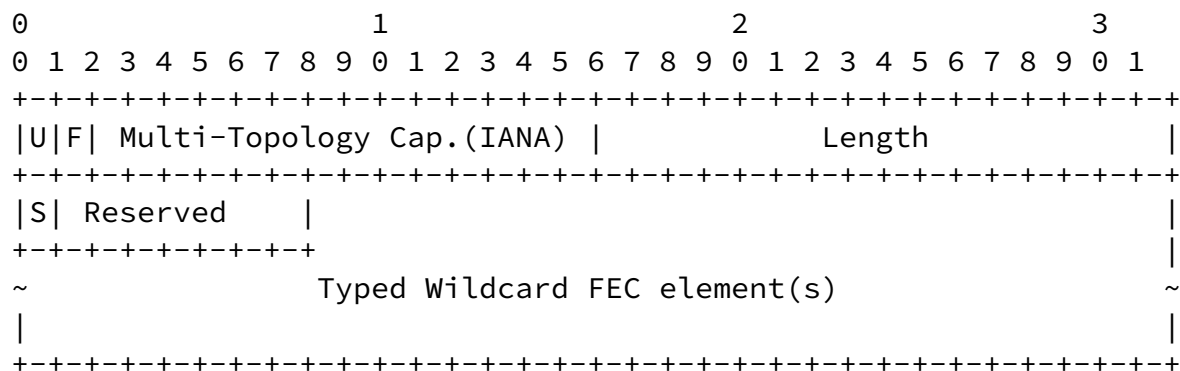 0                   1                   2                   3
0 1 2 3 4 5 6 7 8 9 0 1 2 3 4 5 6 7 8 9 0 1 2 3 4 5 6 7 8 9 0 1
+-+-+-+-+-+-+-+-+-+-+-+-+-+-+-+-+-+-+-+-+-+-+-+-+-+-+-+-+-+-+-+-+
|U|F| Multi-Topology Cap.(IANA) |            Length             |
+-+-+-+-+-+-+-+-+-+-+-+-+-+-+-+-+-+-+-+-+-+-+-+-+-+-+-+-+-+-+-+-+
|S| Reserved    |                                               |
+-+-+-+-+-+-+-+-+                                               |
~                Typed Wildcard FEC element(s)                  ~
|                                                               |
+-+-+-+-+-+-+-+-+-+-+-+-+-+-+-+-+-+-+-+-+-+-+-+-+-+-+-+-+-+-+-+-+